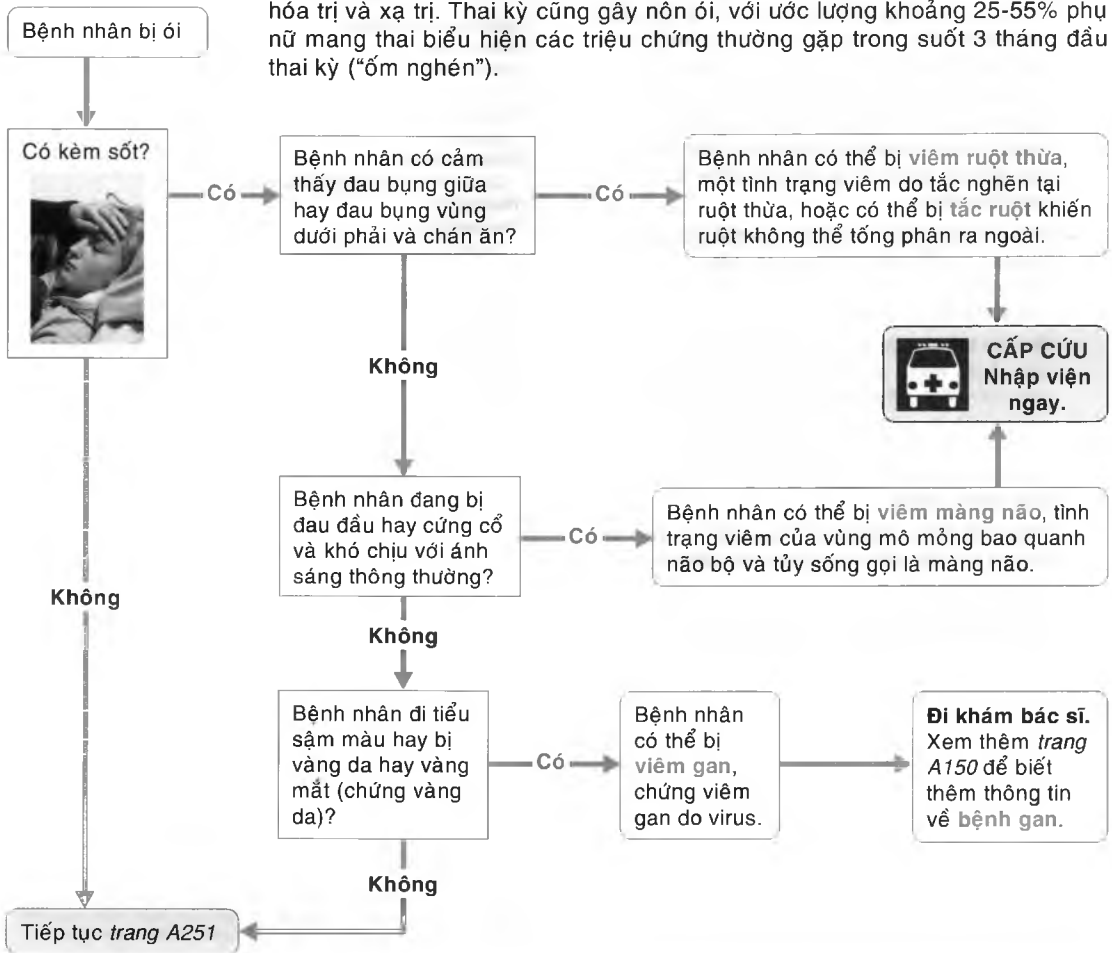 hóa trị và xạ trị. Thai kỳ cũng gây nôn ói, với ước lượng khoảng 25-55% phụ
nữ mang thai biểu hiện các triệu chứng thường gặp trong suốt 3 tháng đầu
thai kỳ (“ốm nghén”).
Bệnh nhân bị ói
Có kèm sốt?
Có
Bệnh nhân có cảm
thấy đau bụng giữa
hay đau bụng vùng
dưới phải và chán ăn?
Có
Bệnh nhân có thể bị viêm ruột thừa,
một tình trạng viêm do tắc nghẽn tại
ruột thừa, hoặc có thể bị tắc ruột khiến
ruột không thể tống phân ra ngoài.
CẤP CỨU
Nhập viện
ngay.
Không
Bệnh nhân đang bị
đau đầu hay cứng cổ
và khó chịu với ánh
sáng thông thường?
Có
Bệnh nhân có thể bị viêm màng não, tình
trạng viêm của vùng mô mỏng bao quanh
não bộ và tủy sống gọi là màng não.
Không
Không
Bệnh nhân đi tiểu
sậm màu hay bị
vàng da hay vàng
mắt (chứng vàng
da)?
Có
Bệnh nhân
có thể bị
viêm gan,
chứng viêm
gan do virus.
Đi khám bác sĩ.
Xem thêm trang
A150 để biết
thêm thông tin
về bệnh gan.
Không
Tiếp tục trang A251